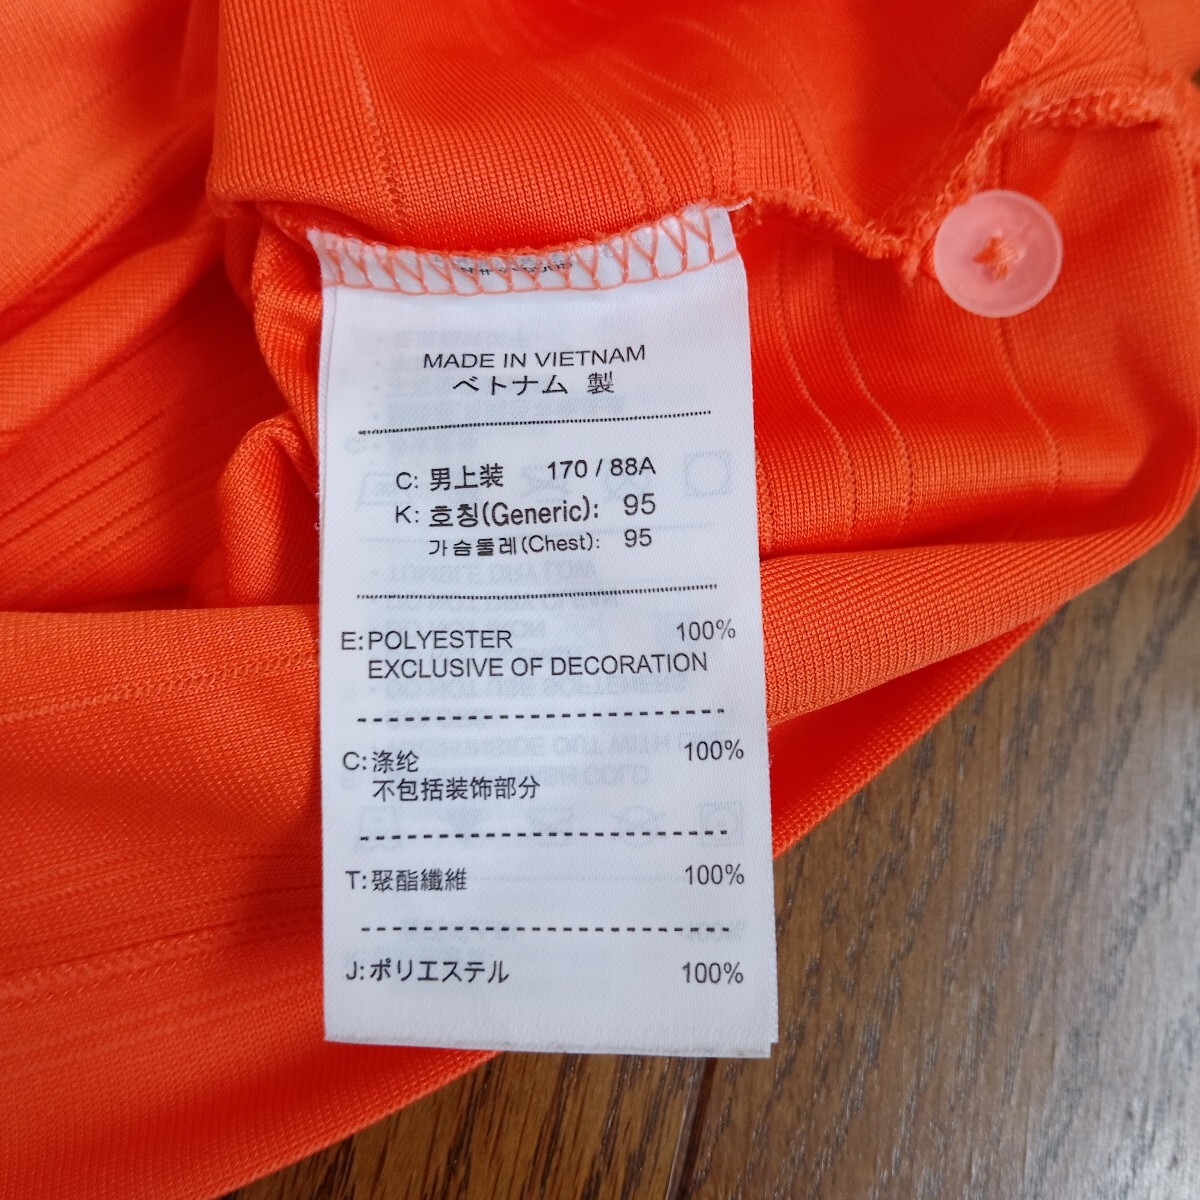 MADE IN VIETNAM
ベトナム 製
C: 男上装 170 / 88A
K: 호칭(Generic): 95
가슴둘레(Chest): 95
E: POLYESTER 100%
EXCLUSIVE OF DECORATION
C: 涤纶 100%
不包括装饰部分
T: 聚酯纖維 100%
J: ポリエステル 100%